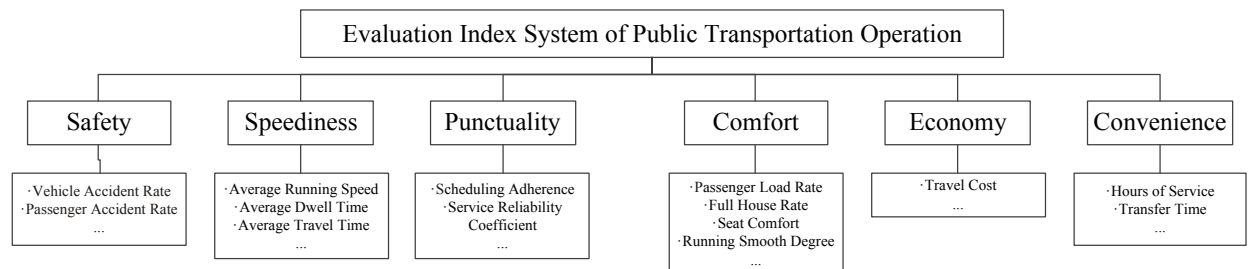 Evaluation Index System of Public Transportation Operation
Safety
Speediness
Punctuality
Comfort
Economy
Convenience
·Vehicle Accident Rate
·Passenger Accident Rate
...
·Average Running Speed
·Average Dwell Time
·Average Travel Time
...
·Scheduling Adherence
·Service Reliability
Coefficient
...
·Passenger Load Rate
·Full House Rate
·Seat Comfort
·Running Smooth Degree
...
·Travel Cost
...
·Hours of Service
·Transfer Time
...